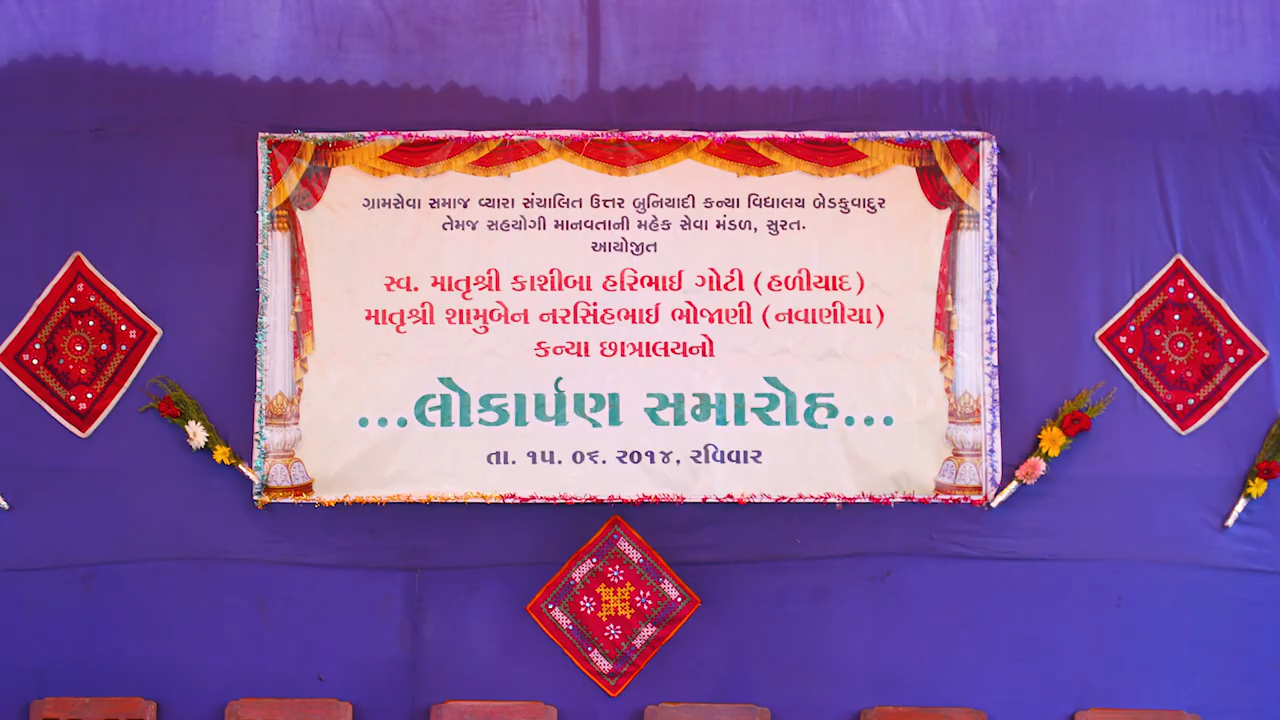 ગ્રામસેવા સમાજ વ્યારા સંચાલિત ઉત્તર બુનિયાદી કન્યા વિધાલય બેડકુવાદુર
તેમજ સહયોગી માનવતાની મહેક સેવા મંડળ, સુરત.
આયોજીત
સ્વ. માતૃશ્રી કાશીબા હરિભાઈ ગોટી (હળીયાદ)
માતૃશ્રી શામુબેન નરસિંહભાઈ ભોજાણી (નવાણીયા)
કન્યા છાત્રાલયનો
...લોકાર્પણ સમારોહ...
તા. ૧૫. ૦૬. ૨૦૧૪, રવિવાર